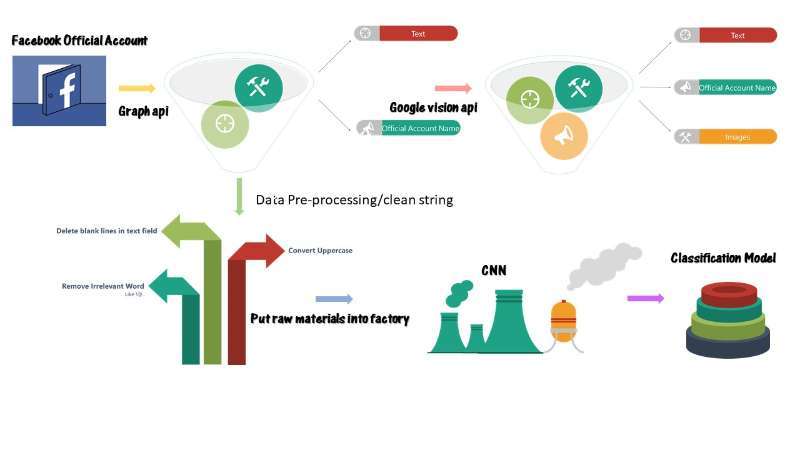 Facebook Official Account
f
Graph api
Text
Official Account Name
Google vision api
Text
Official Account Name
Images
Data Pre-processing/clean string
Delete blank lines in text field
Convert Uppercase
Remove Irrelevant Word
Put raw materials into factory
CNN
Classification Model